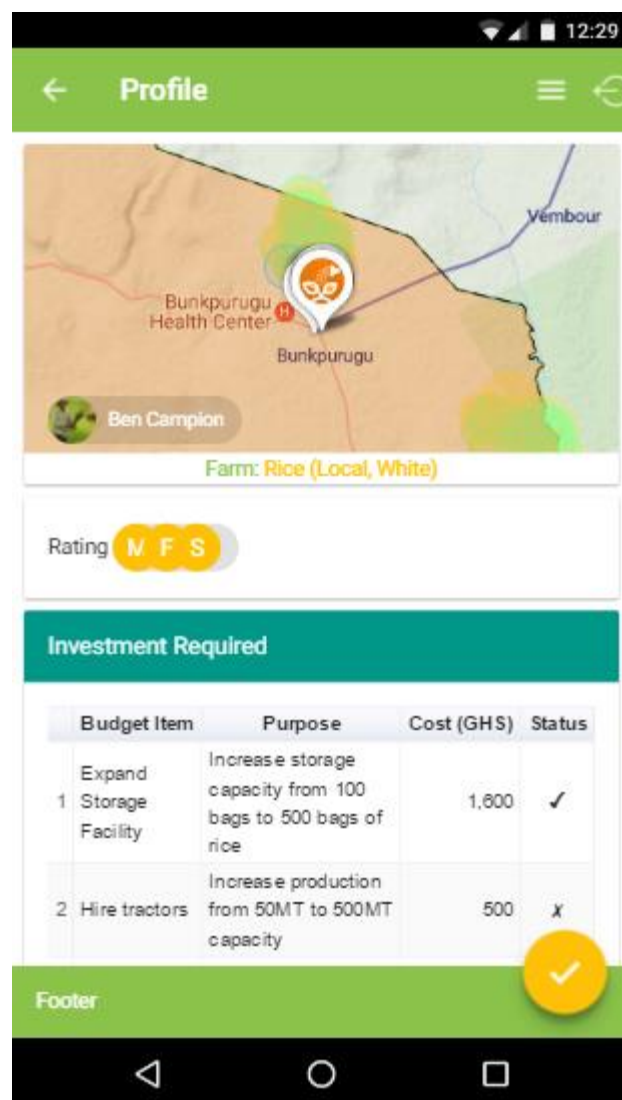 12:29
Profile
Vembour
Bunkpurugu
Health Center
H
Bunkpurugu
Ben Campion
Farm: Rice (Local, White)
Rating M F S
Investment Required
Budget Item Purpose Cost (GHS) Status
1 Expand Storage Facility Increase storage capacity from 100 bags to 500 bags of rice 1,600 ✓
2 Hire tractors Increase production from 50MT to 500MT capacity 500 x
Footer